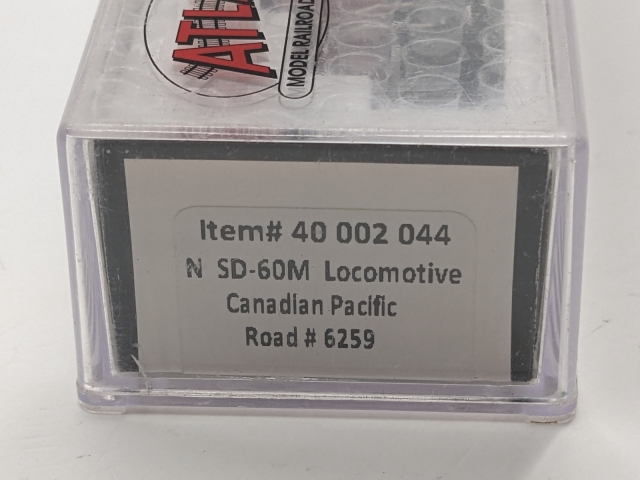 ATL
MODEL RAILROAD
Item# 40 002 044
N SD-60M Locomotive
Canadian Pacific
Road # 6259